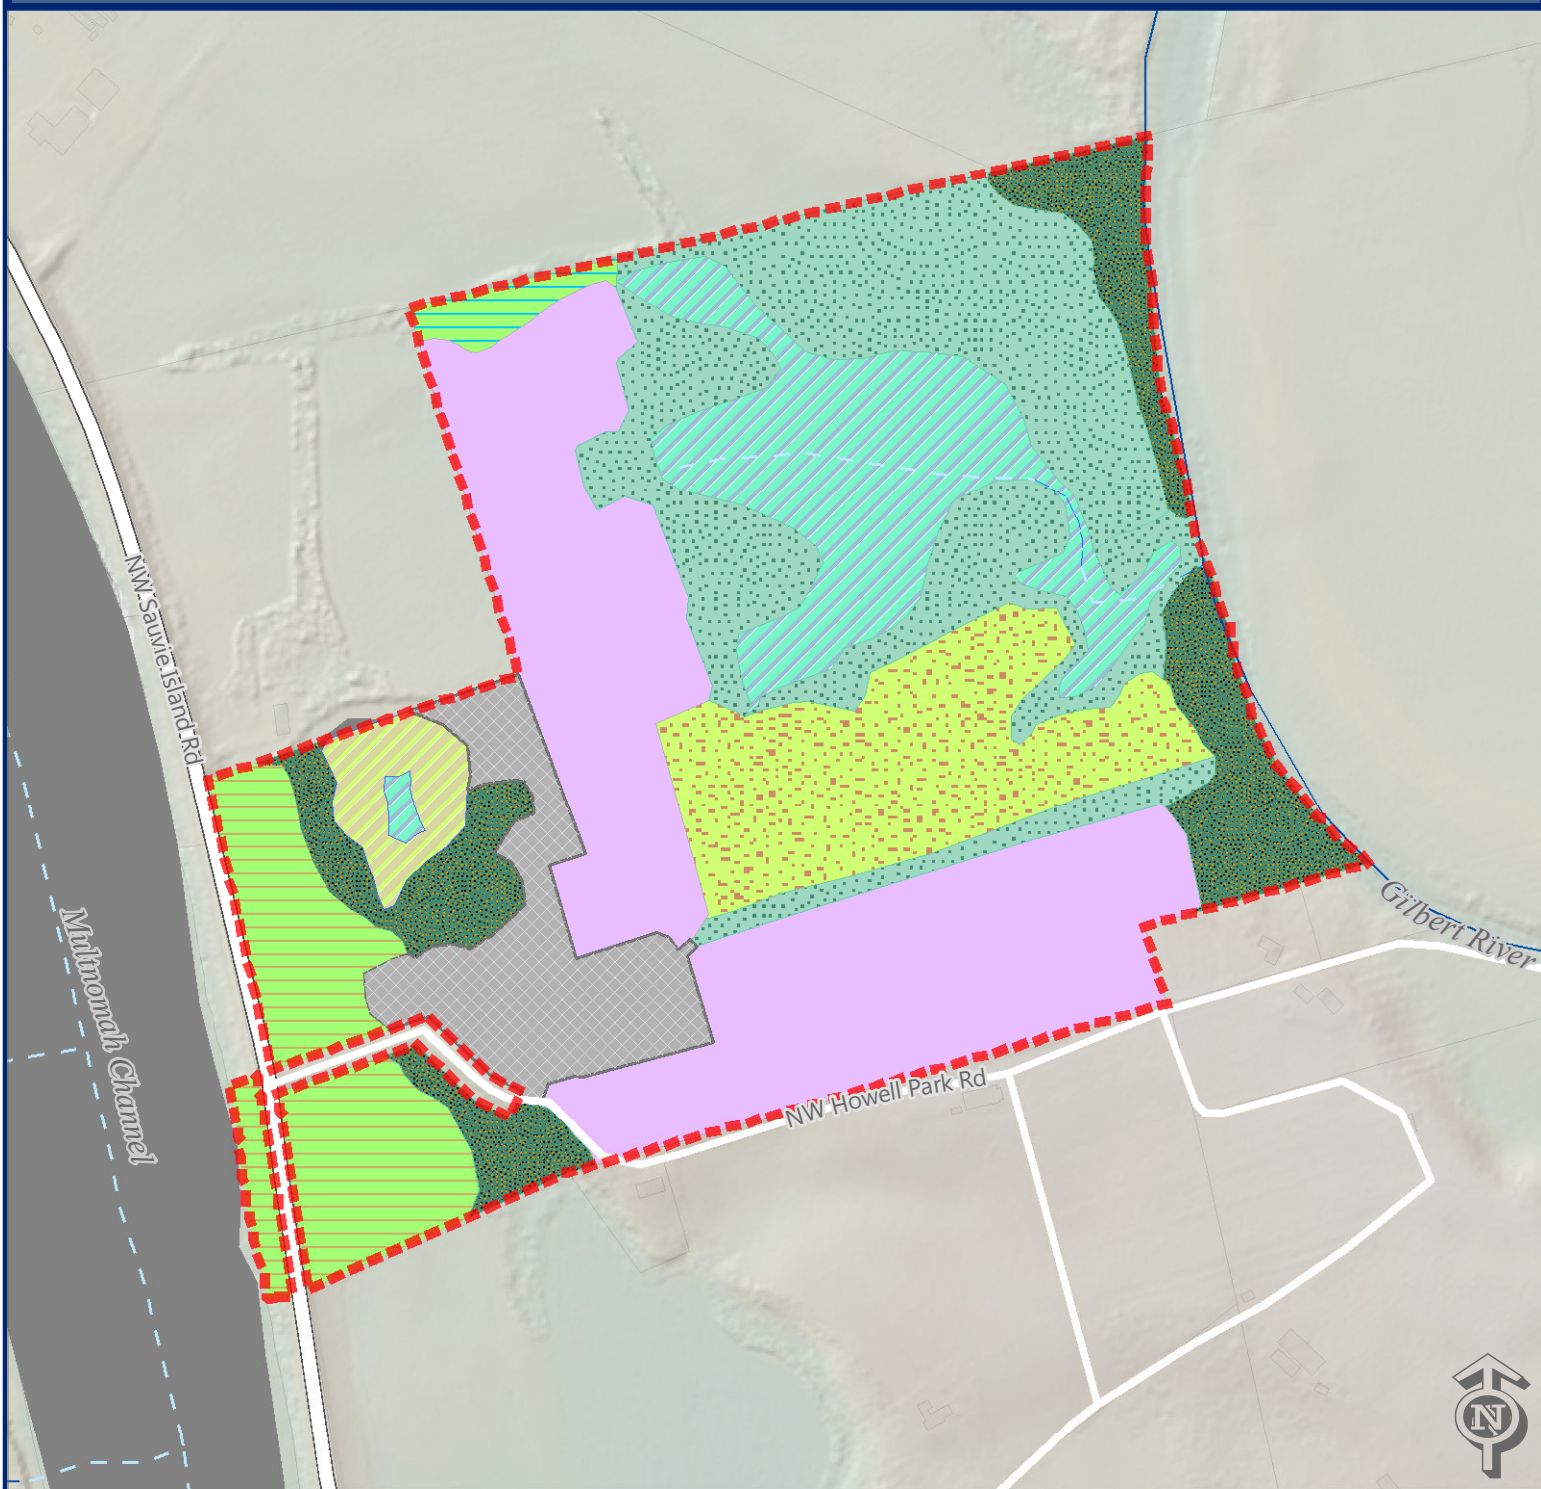 NW Sauvie Island Rd
Multnomah Channel
Gilbert River
NW Howell Park Rd
N